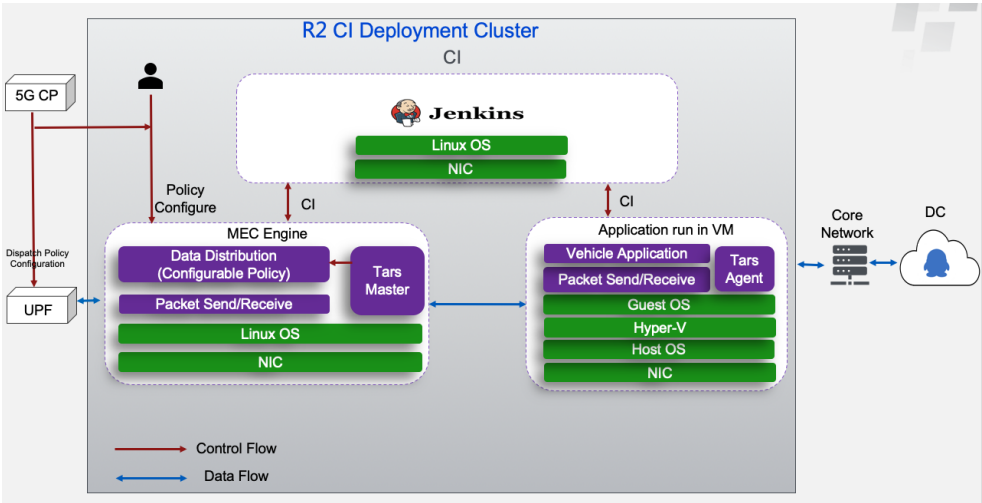 R2 CI Deployment Cluster
CI
5G CP
Jenkins
Linux OS
NIC
Policy
Configure
CI
CI
Dispatch Policy
Configuration
UPF
MEC Engine
Data Distribution
(Configurable Policy)
Tars
Master
Packet Send/Receive
Linux OS
NIC
Application run in VM
Vehicle Application
Packet Send/Receive
Tars
Agent
Guest OS
Hyper-V
Host OS
NIC
Core
Network
DC
Control Flow
Data Flow